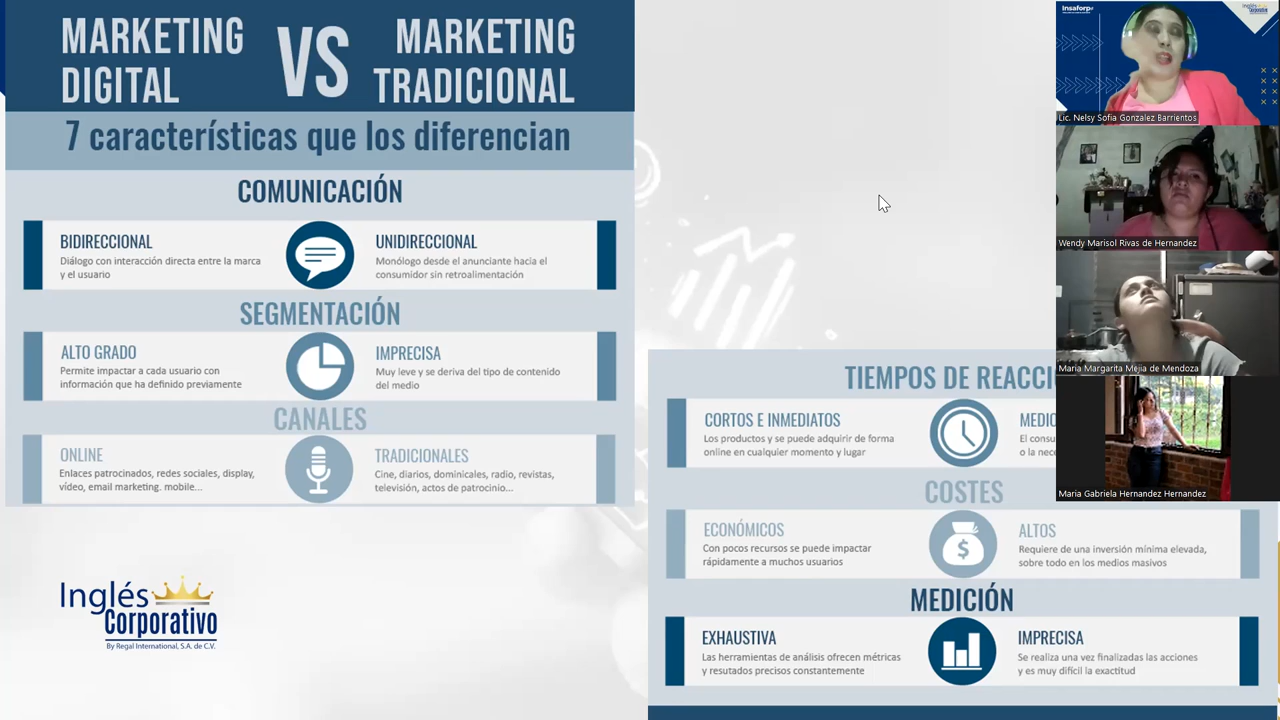 MARKETING
DIGITAL
VS
MARKETING
TRADICIONAL
7 características que los diferencian
COMUNICACIÓN
BIDIRECCIONAL
Diálogo con interacción directa entre la marca
y el usuario
UNIDIRECCIONAL
Monólogo desde el anunciante hacia el
consumidor sin retroalimentación
SEGMENTACIÓN
ALTO GRADO
Permite impactar a cada usuario con
información que ha definido previamente
IMPRECISA
Muy leve y se deriva del tipo de contenido
del medio
CANALES
ONLINE
Enlaces patrocinados, redes sociales, display,
vídeo, email marketing. mobile...
TRADICIONALES
Cine, diarios, dominicales, radio, revistas,
televisión, actos de patrocinio...
Inglés
Corporativo
By Regal International, S.A. de C.V.
TIEMPOS DE REACCI
CORTOS E INMEDIATOS
Los productos y se puede adquirir de forma
online en cualquier momento y lugar
MEDIO
El consu
o la nece
COSTES
ECONÓMICOS
Con pocos recursos se puede impactar
rápidamente a muchos usuarios
ALTOS
Requiere de una inversión mínima elevada,
sobre todo en los medios masivos
MEDICIÓN
EXHAUSTIVA
Las herramientas de análisis ofrecen métricas
y resutados precisos constantemente
IMPRECISA
Se realiza una vez finalizadas las acciones
y es muy difícil la exactitud
Insaforp
Lic. Nelsy Sofia Gonzalez Barrientos
Wendy Marisol Rivas de Hernandez
Maria Margarita Mejia de Mendoza
Maria Gabriela Hernandez Hernandez